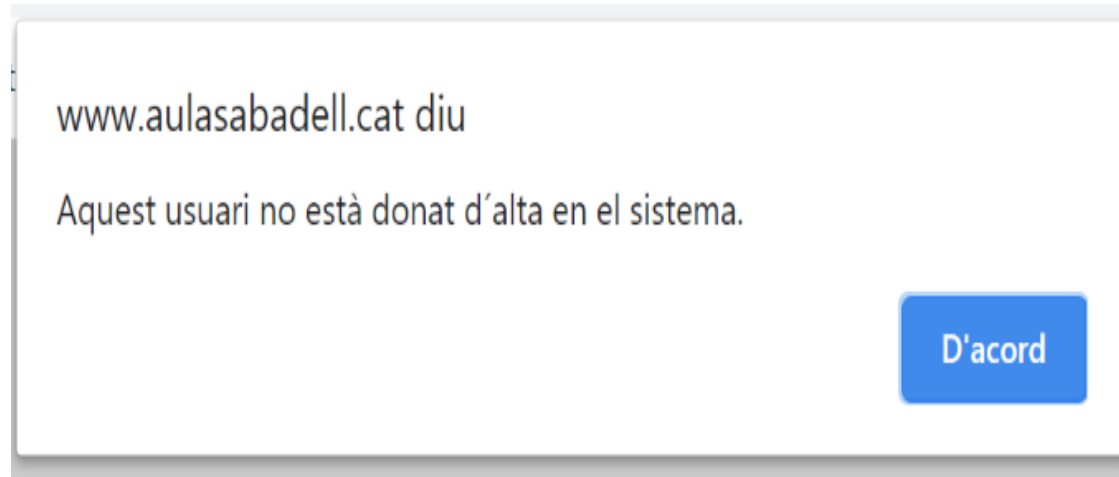 www.aulasabadell.cat diu
Aquest usuari no està donat d´alta en el sistema.
D'acord